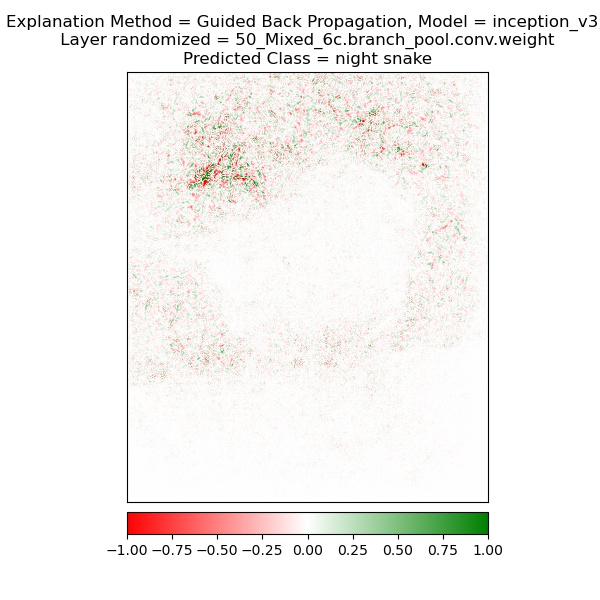 Explanation Method = Guided Back Propagation, Model = inception_v3
Layer randomized = 50_Mixed_6c.branch_pool.conv.weight
Predicted Class = night snake
−1.00 −0.75 −0.50 −0.25 0.00 0.25 0.50 0.75 1.00